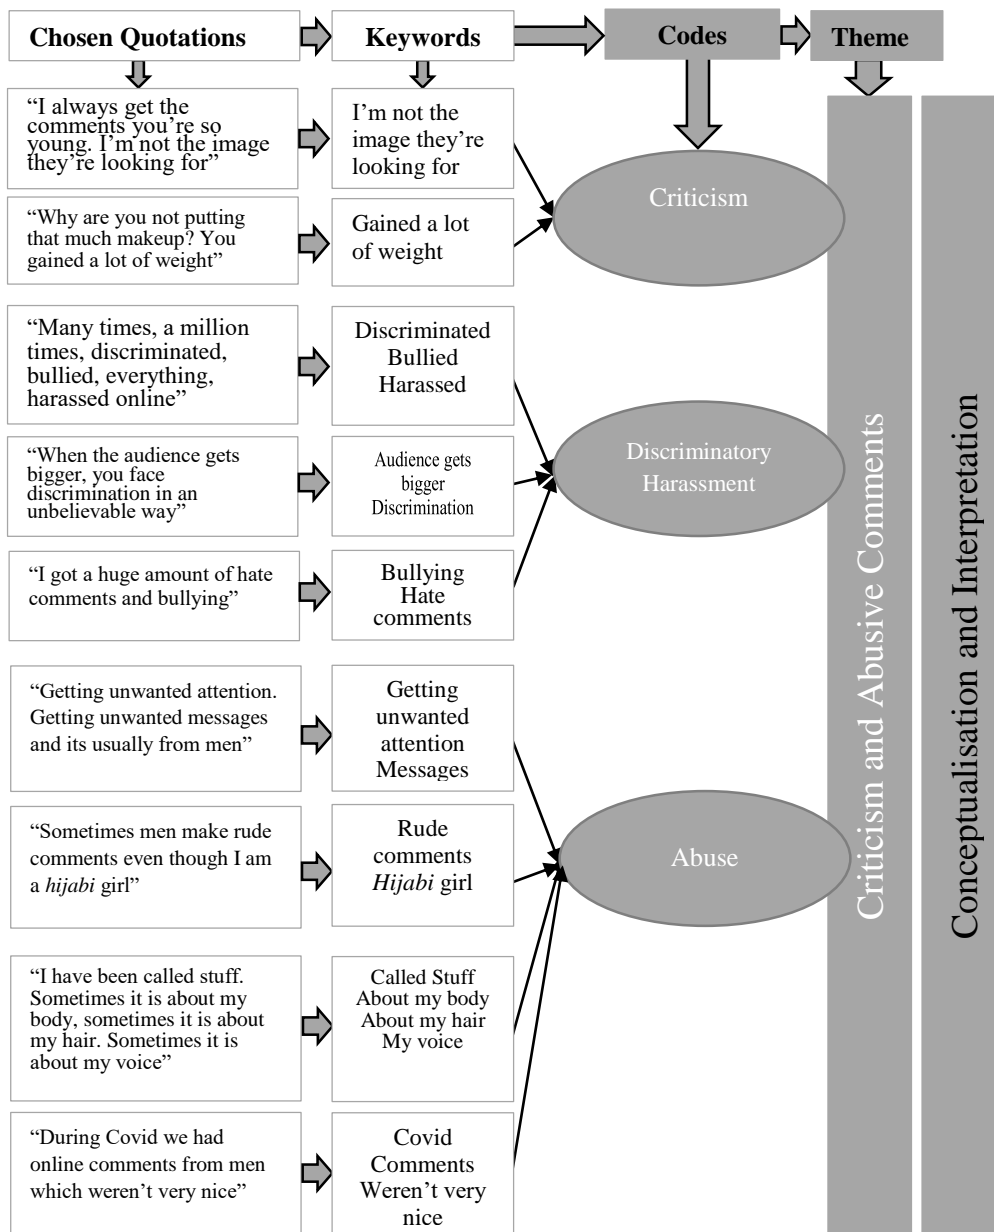 Chosen Quotations
Keywords
Codes
Theme
“I always get the
comments you’re so
young. I’m not the image
they’re looking for”
I’m not the
image they’re
looking for
Criticism
“Why are you not putting
that much makeup? You
gained a lot of weight”
Gained a lot
of weight
“Many times, a million
times, discriminated,
bullied, everything,
harassed online”
Discriminated
Bullied
Harassed
“When the audience gets
bigger, you face
discrimination in an
unbelievable way”
Audience gets
bigger
Discrimination
Discriminatory
Harassment
“I got a huge amount of hate
comments and bullying”
Bullying
Hate
comments
“Getting unwanted attention.
Getting unwanted messages
and its usually from men”
Getting
unwanted
attention
Messages
“Sometimes men make rude
comments even though I am
a hijabi girl”
Rude
comments
Hijabi girl
Abuse
“I have been called stuff.
Sometimes it is about my
body, sometimes it is about
my hair. Sometimes it is
about my voice”
Called Stuff
About my body
About my hair
My voice
“During Covid we had
online comments from men
which weren’t very nice”
Covid
Comments
Weren’t very
nice
Criticism and Abusive Comments
Conceptualisation and Interpretation